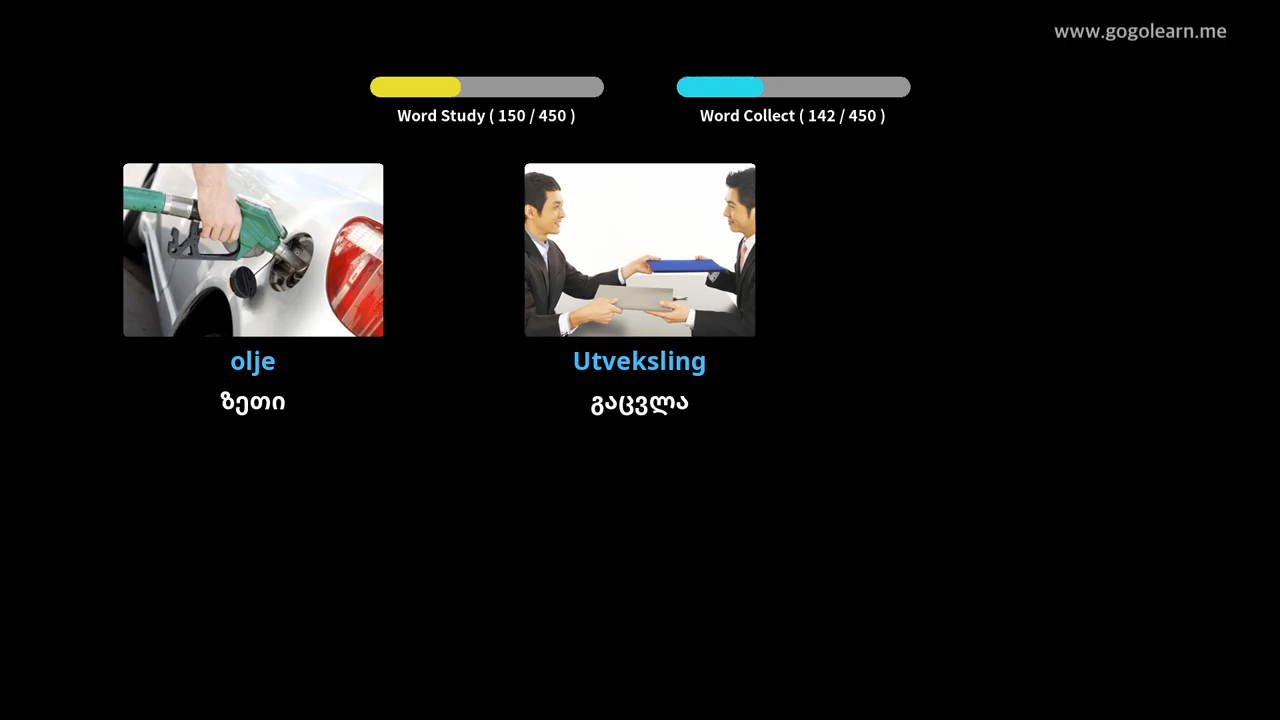 www.gogolearn.me
Word Study ( 150 / 450 )
Word Collect ( 142 / 450 )
olje
ზეთი
Utveksling
გაცვლა